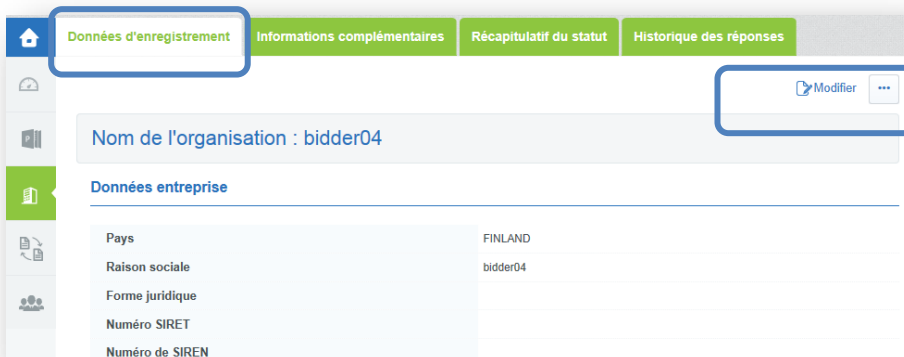 Données d'enregistrement Informations complémentaires Récapitulatif du statut Historique des réponses
Modifier ...
Nom de l'organisation : bidder04
Données entreprise
Pays FINLAND
Raison sociale bidder04
Forme juridique
Numéro SIRET
Numéro de SIREN